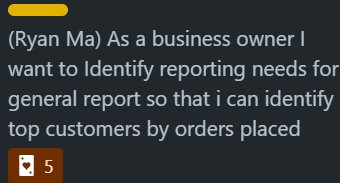 (Ryan Ma) As a business owner I
want to Identify reporting needs for
general report so that i can identify
top customers by orders placed
5